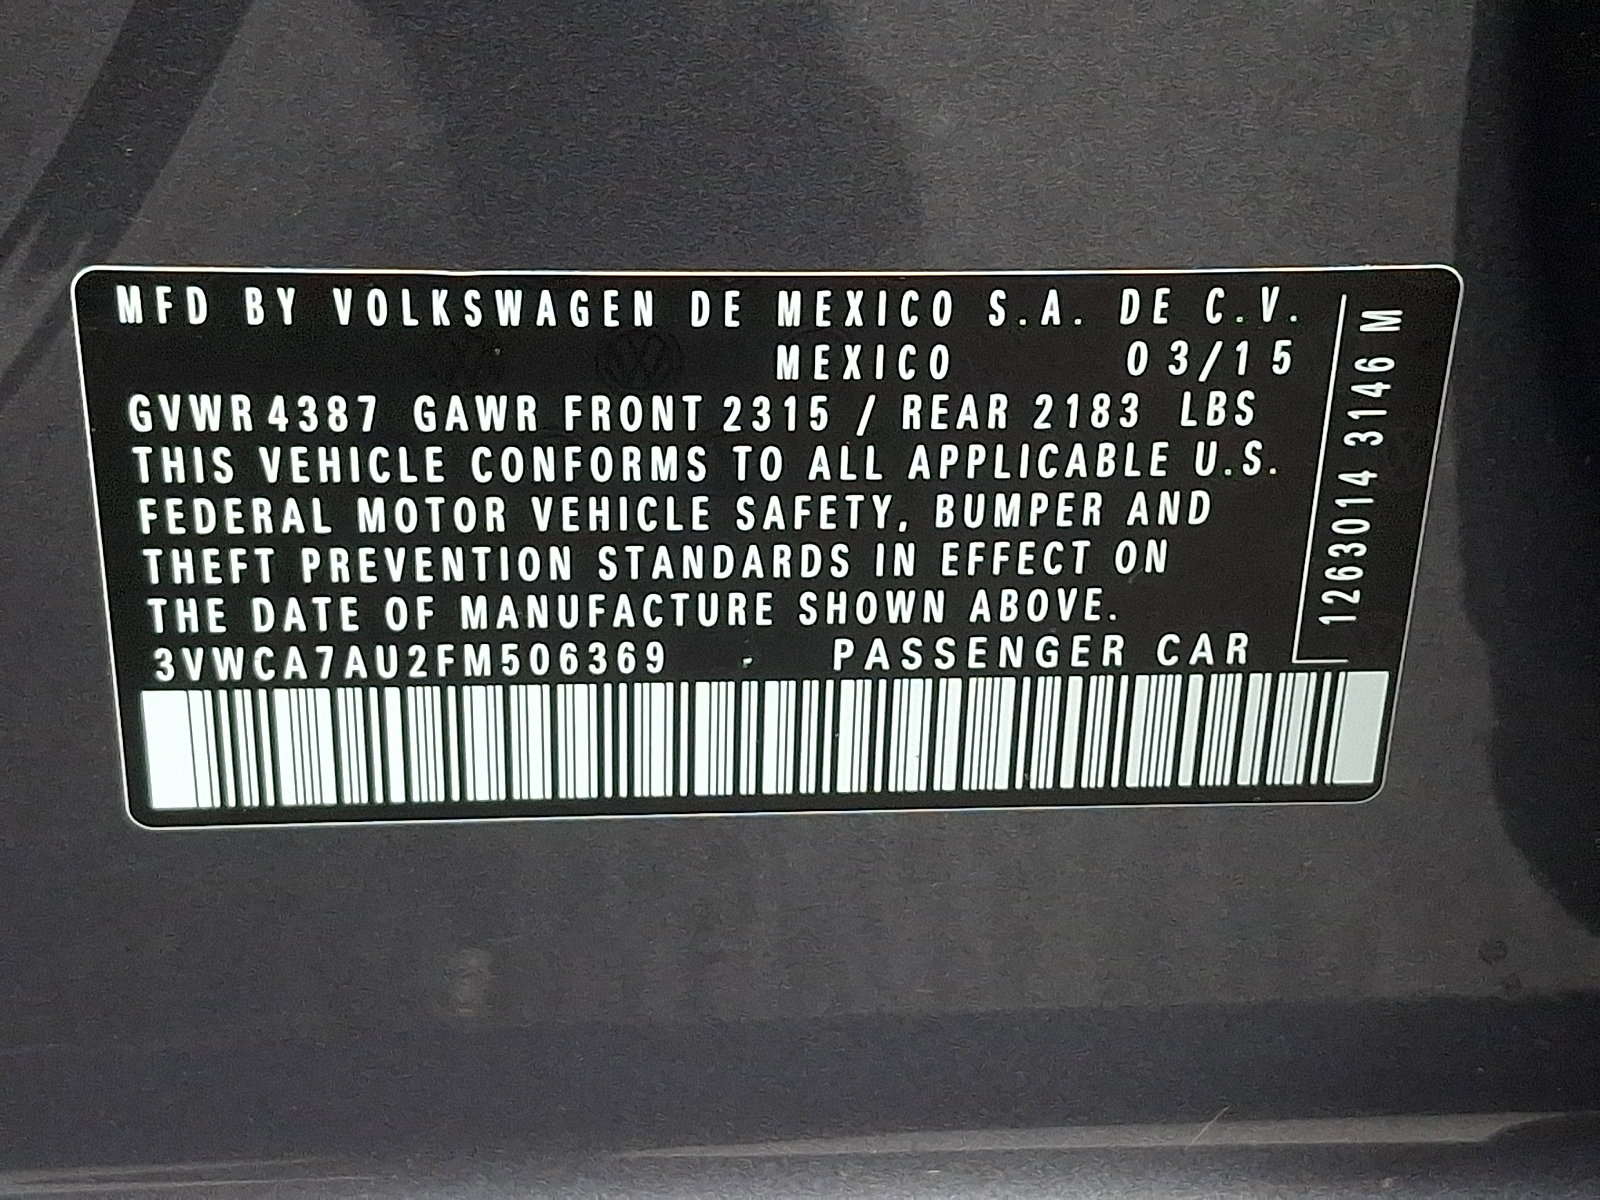 MFD BY VOLKSWAGEN DE MEXICO S.A. DE C.V.
MEXICO 03/15
GVWR 4387 GAWR FRONT 2315 / REAR 2183 LBS
THIS VEHICLE CONFORMS TO ALL APPLICABLE U.S.
FEDERAL MOTOR VEHICLE SAFETY, BUMPER AND
THEFT PREVENTION STANDARDS IN EFFECT ON
THE DATE OF MANUFACTURE SHOWN ABOVE.
3VWCA7AU2FM506369 PASSENGER CAR
1263014 3146 M